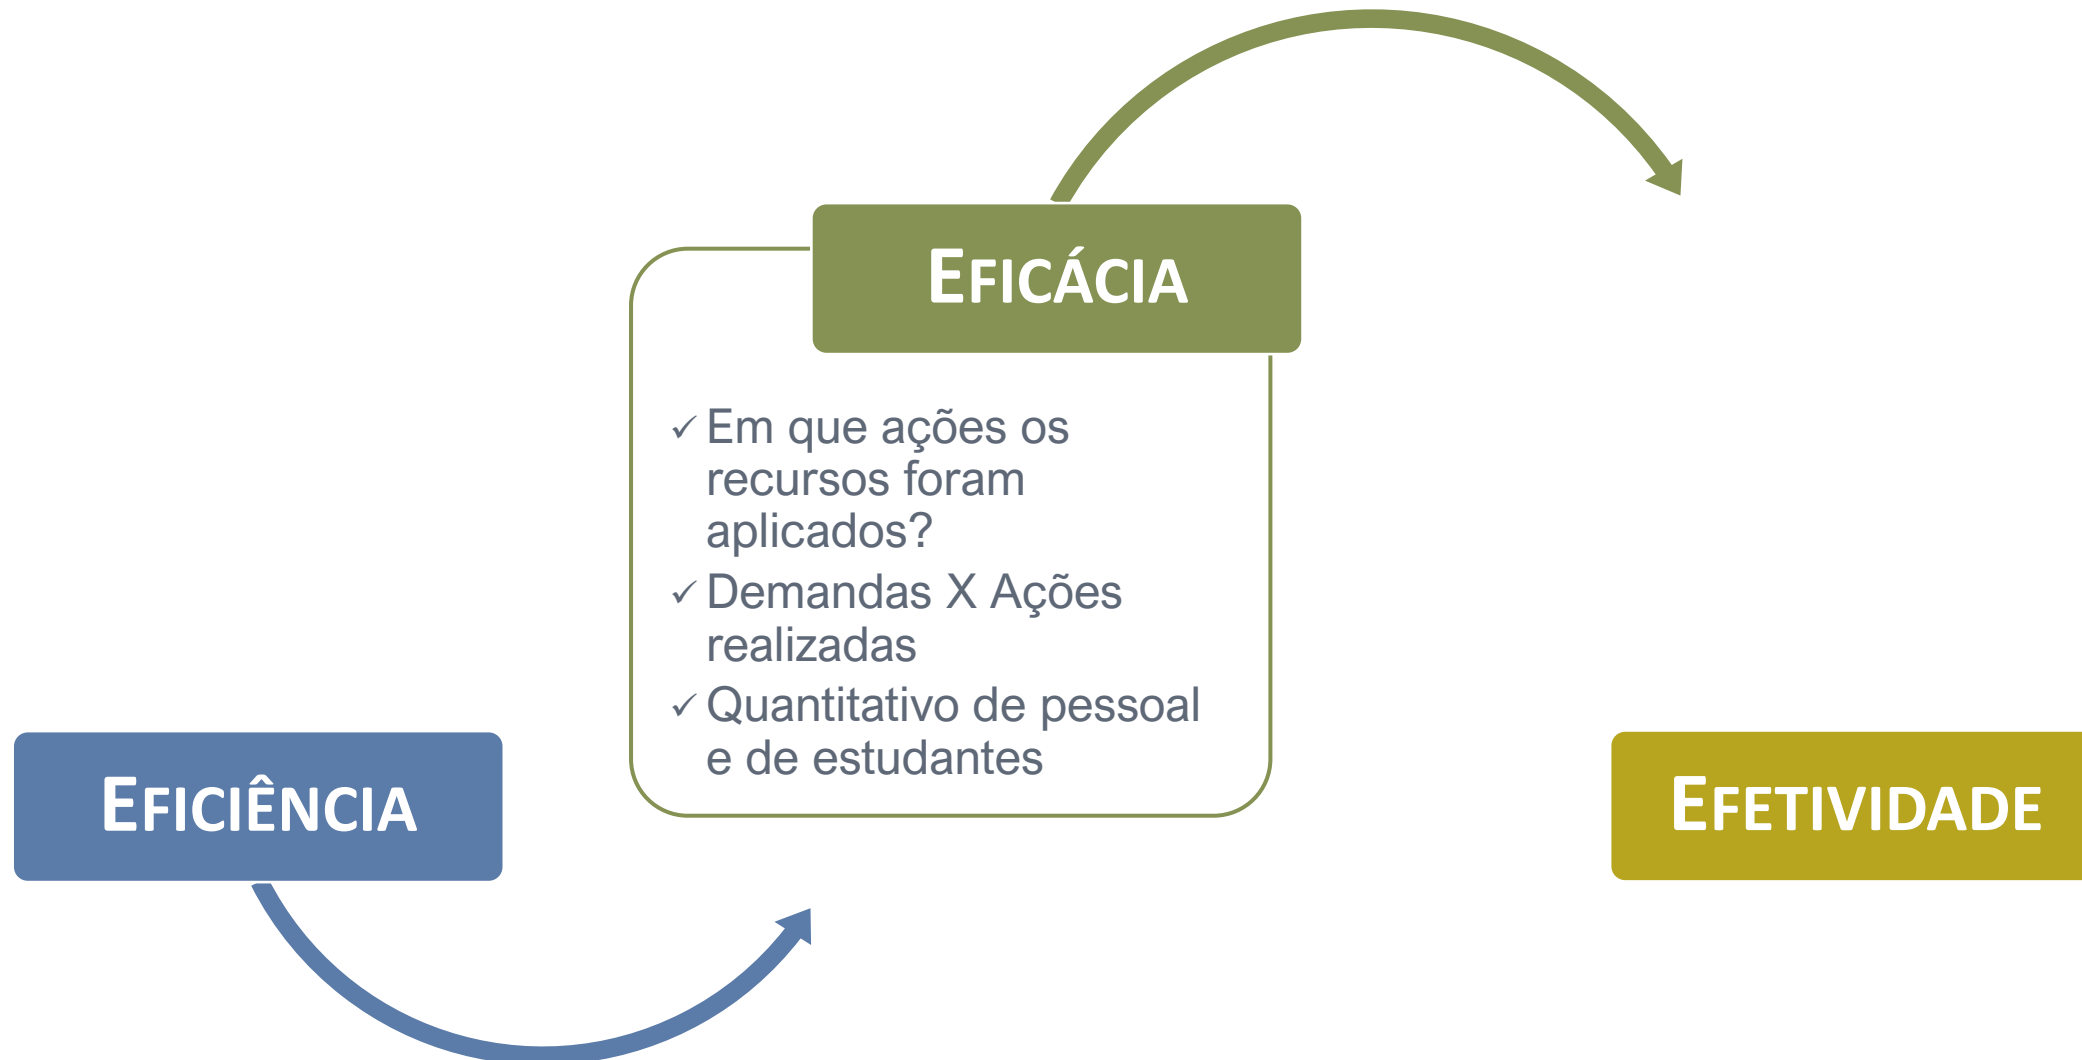 EFICÁCIA
✓ Em que ações os
recursos foram
aplicados?
✓ Demandas X Ações
realizadas
✓ Quantitativo de pessoal
e de estudantes
EFICIÊNCIA
EFETIVIDADE